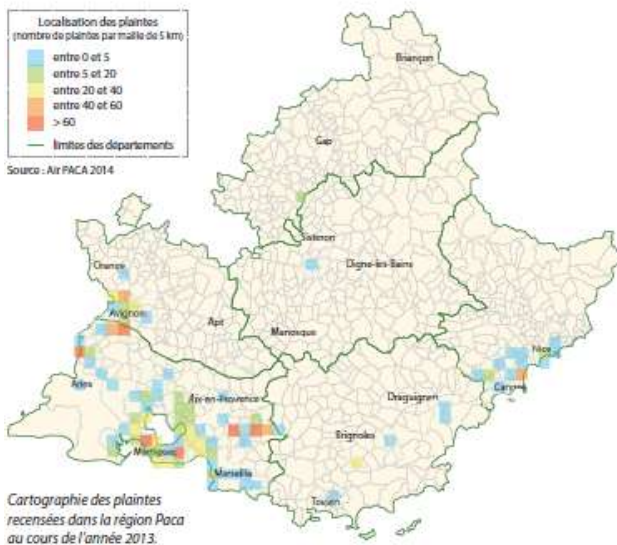 Localisation des plaintes
(nombre de plaintes par maille de 5 km)
entre 0 et 5
entre 5 et 20
entre 20 et 40
entre 40 et 60
> 60
limites des départements
Source : Air PACA 2014
Briançon
Gap
Sisteron
Digne-les-Bains
Orange
Avignon
Apt
Manosque
Nice
Cannes
Arles
Aix-en-Provence
Draguignan
Brignoles
Martigues
Marseille
Toulon
Cartographie des plaintes
recensées dans la région Paca
au cours de l'année 2013.